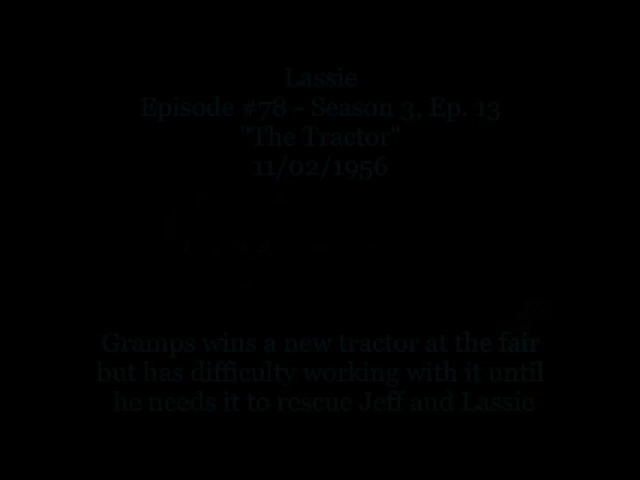 Lassie
Episode #78 - Season 3, Ep. 13
"The Tractor"
11/02/1956
Gramps wins a new tractor at the fair
but has difficulty working with it until
he needs it to rescue Jeff and Lassie